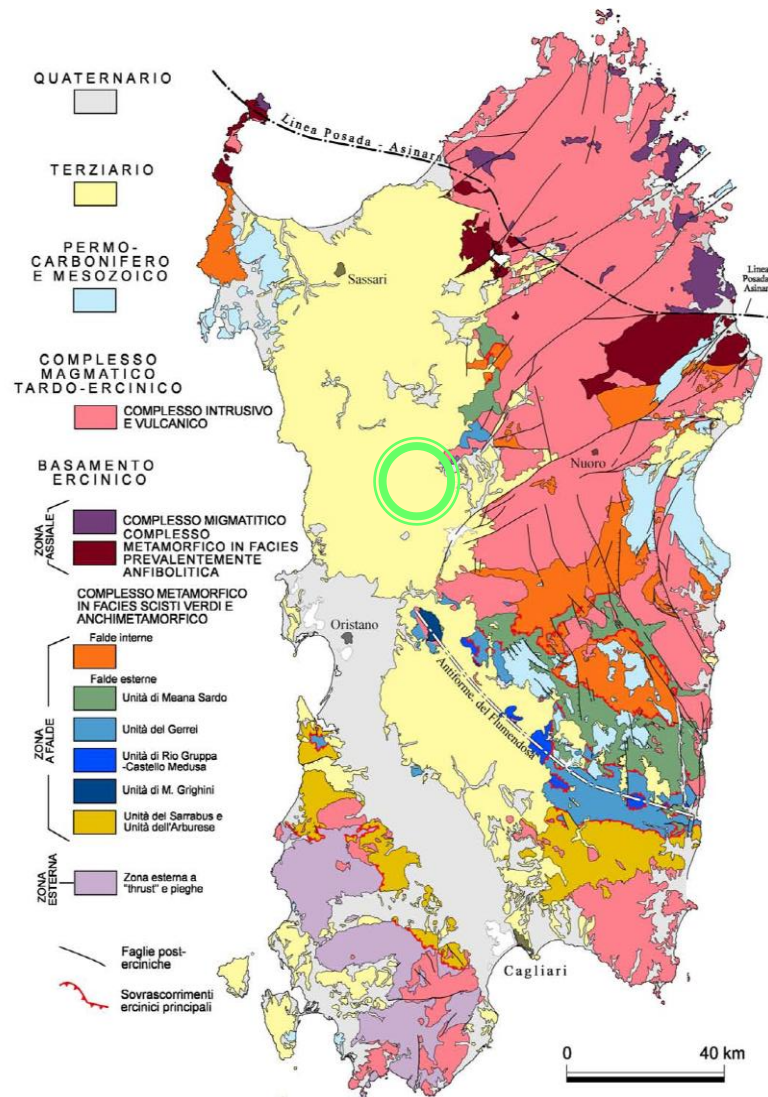 QUATERNARIO
TERZIARIO
PERMO-
CARBONIFERO
E MESOZOICO
COMPLESSO
MAGMATICO
TARDO-ERCINICO
COMPLESSO INTRUSIVO
E VULCANICO
BASAMENTO
ERCINICO
ZONA
ASSIALE
COMPLESSO MIGMATITICO
COMPLESSO
METAMORFICO IN FACIES
PREVALENTEMENTE
ANFIBOLITICA
COMPLESSO METAMORFICO
IN FACIES SCISTI VERDI E
ANCHIMETAMORFICO
ZONA
A FALDE
Falde interne
Falde esterne
Unità di Meana Sardo
Unità del Gerrei
Unità di Rio Gruppa
-Castello Medusa
Unità di M. Grighini
Unità del Sarrabus e
Unità dell'Arburese
ZONA
ESTERNA
Zona esterna a
"thrust" e pieghe
Faglie post-
erciniche
Sovrascorrimenti
ercinici principali
Linea Posada - Asinara
Sassari
Linea
Posada-
Asinara
Nuoro
Oristano
Antiforme del Flumendosa
Cagliari
0 40 km